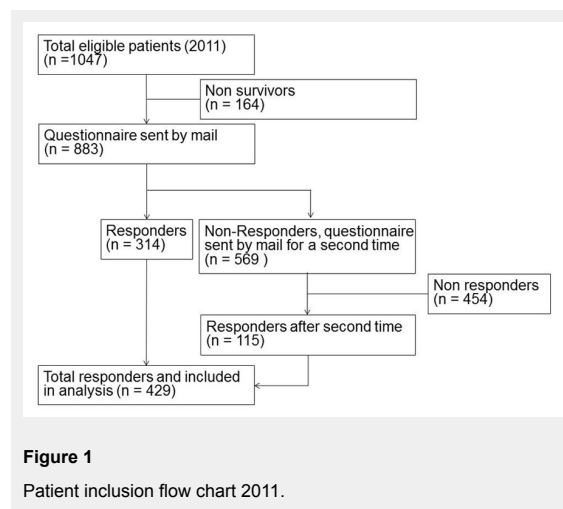 Total eligible patients (2011)
(n =1047)
Non survivors
(n = 164)
Questionnaire sent by mail
(n = 883)
Responders
(n = 314)
Non-Responders, questionnaire
sent by mail for a second time
(n = 569 )
Non responders
(n = 454)
Responders after second time
(n = 115)
Total responders and included
in analysis (n = 429)
Figure 1
Patient inclusion flow chart 2011.